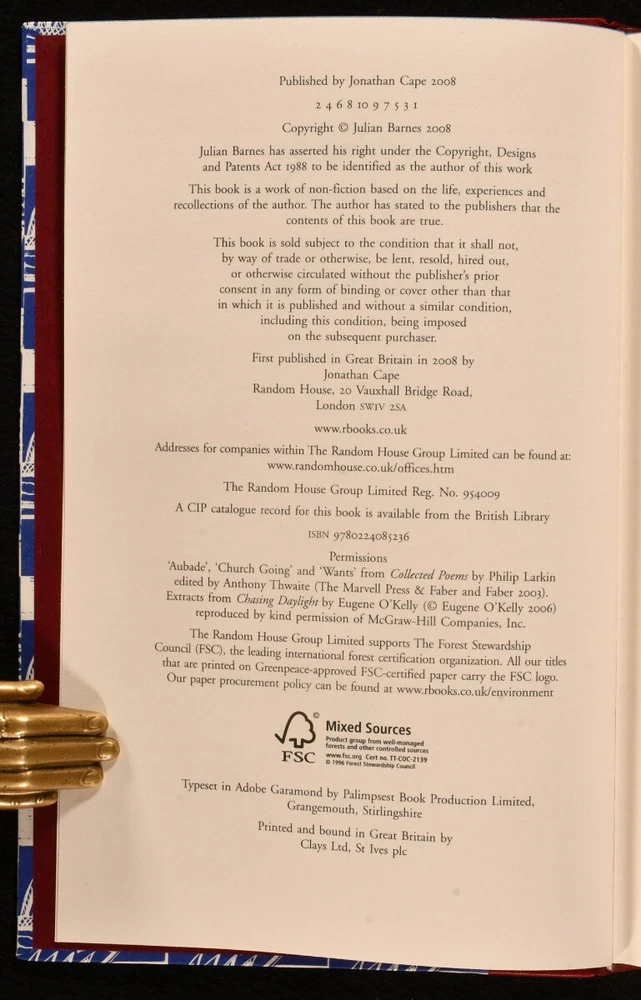 Published by Jonathan Cape 2008
2 4 6 8 10 9 7 5 3 1
Copyright © Julian Barnes 2008
Julian Barnes has asserted his right under the Copyright, Designs
and Patents Act 1988 to be identified as the author of this work
This book is a work of non-fiction based on the life, experiences and
recollections of the author. The author has stated to the publishers that the
contents of this book are true.
This book is sold subject to the condition that it shall not,
by way of trade or otherwise, be lent, resold, hired out,
or otherwise circulated without the publisher's prior
consent in any form of binding or cover other than that
in which it is published and without a similar condition,
including this condition, being imposed
on the subsequent purchaser.
First published in Great Britain in 2008 by
Jonathan Cape
Random House, 20 Vauxhall Bridge Road,
London SW1V 2SA
www.rbooks.co.uk
Addresses for companies within The Random House Group Limited can be found at:
www.randomhouse.co.uk/offices.htm
The Random House Group Limited Reg. No. 954009
A CIP catalogue record for this book is available from the British Library
ISBN 9780224085236
Permissions
'Aubade', 'Church Going' and 'Wants' from Collected Poems by Philip Larkin
edited by Anthony Thwaite (The Marvell Press & Faber and Faber 2003).
Extracts from Chasing Daylight by Eugene O'Kelly (© Eugene O'Kelly 2006)
reproduced by kind permission of McGraw-Hill Companies, Inc.
The Random House Group Limited supports The Forest Stewardship
Council (FSC), the leading international forest certification organization. All our titles
that are printed on Greenpeace-approved FSC-certified paper carry the FSC logo.
Our paper procurement policy can be found at www.rbooks.co.uk/environment
©
FSC
Mixed Sources
Product group from well-managed
forests and other controlled sources
www.fsc.org Cert no. TT-COC-2139
© 1996 Forest Stewardship Council
Typeset in Adobe Garamond by Palimpsest Book Production Limited,
Grangemouth, Stirlingshire
Printed and bound in Great Britain by
Clays Ltd, St Ives plc